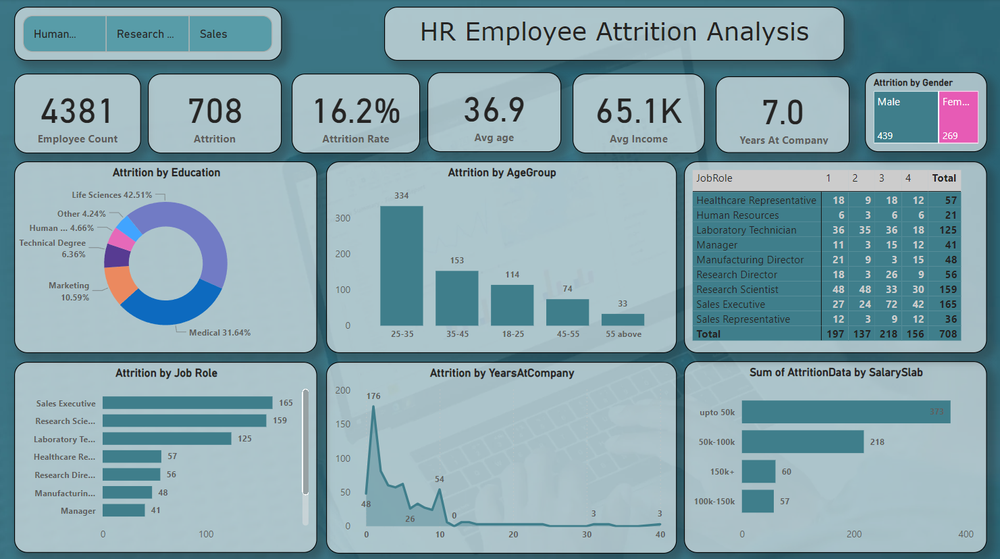 Human...
Research ...
Sales
HR Employee Attrition Analysis
4381
Employee Count
708
Attrition
16.2%
Attrition Rate
36.9
Avg age
65.1K
Avg Income
7.0
Years At Company
Attrition by Gender
Male
Fem...
439
269
Attrition by Education
Life Sciences 42.51%
Other 4.24%
Human ... 4.66%
Technical Degree
6.36%
Marketing
10.59%
Medical 31.64%
Attrition by AgeGroup
334
300
200
153
114
100
74
33
0
25-35
35-45
18-25
45-55
55 above
JobRole 1 2 3 4 Total
Healthcare Representative 18 9 18 12 57
Human Resources 6 3 6 6 21
Laboratory Technician 36 35 36 18 125
Manager 11 3 15 12 41
Manufacturing Director 21 9 3 15 48
Research Director 18 3 26 9 56
Research Scientist 48 48 33 30 159
Sales Executive 27 24 72 42 165
Sales Representative 12 3 9 12 36
Total 197 137 218 156 708
Attrition by Job Role
Sales Executive 165
Research Scie... 159
Laboratory Te... 125
Healthcare Re... 57
Research Dire... 56
Manufacturin... 48
Manager 41
0 100
Attrition by YearsAtCompany
200
176
150
100
54
50
48
26
0
3
3
0
0 10 20 30 40
Sum of AttritionData by SalarySlab
upto 50k 373
50k-100k 218
150k+ 60
100k-150k 57
0 200 400